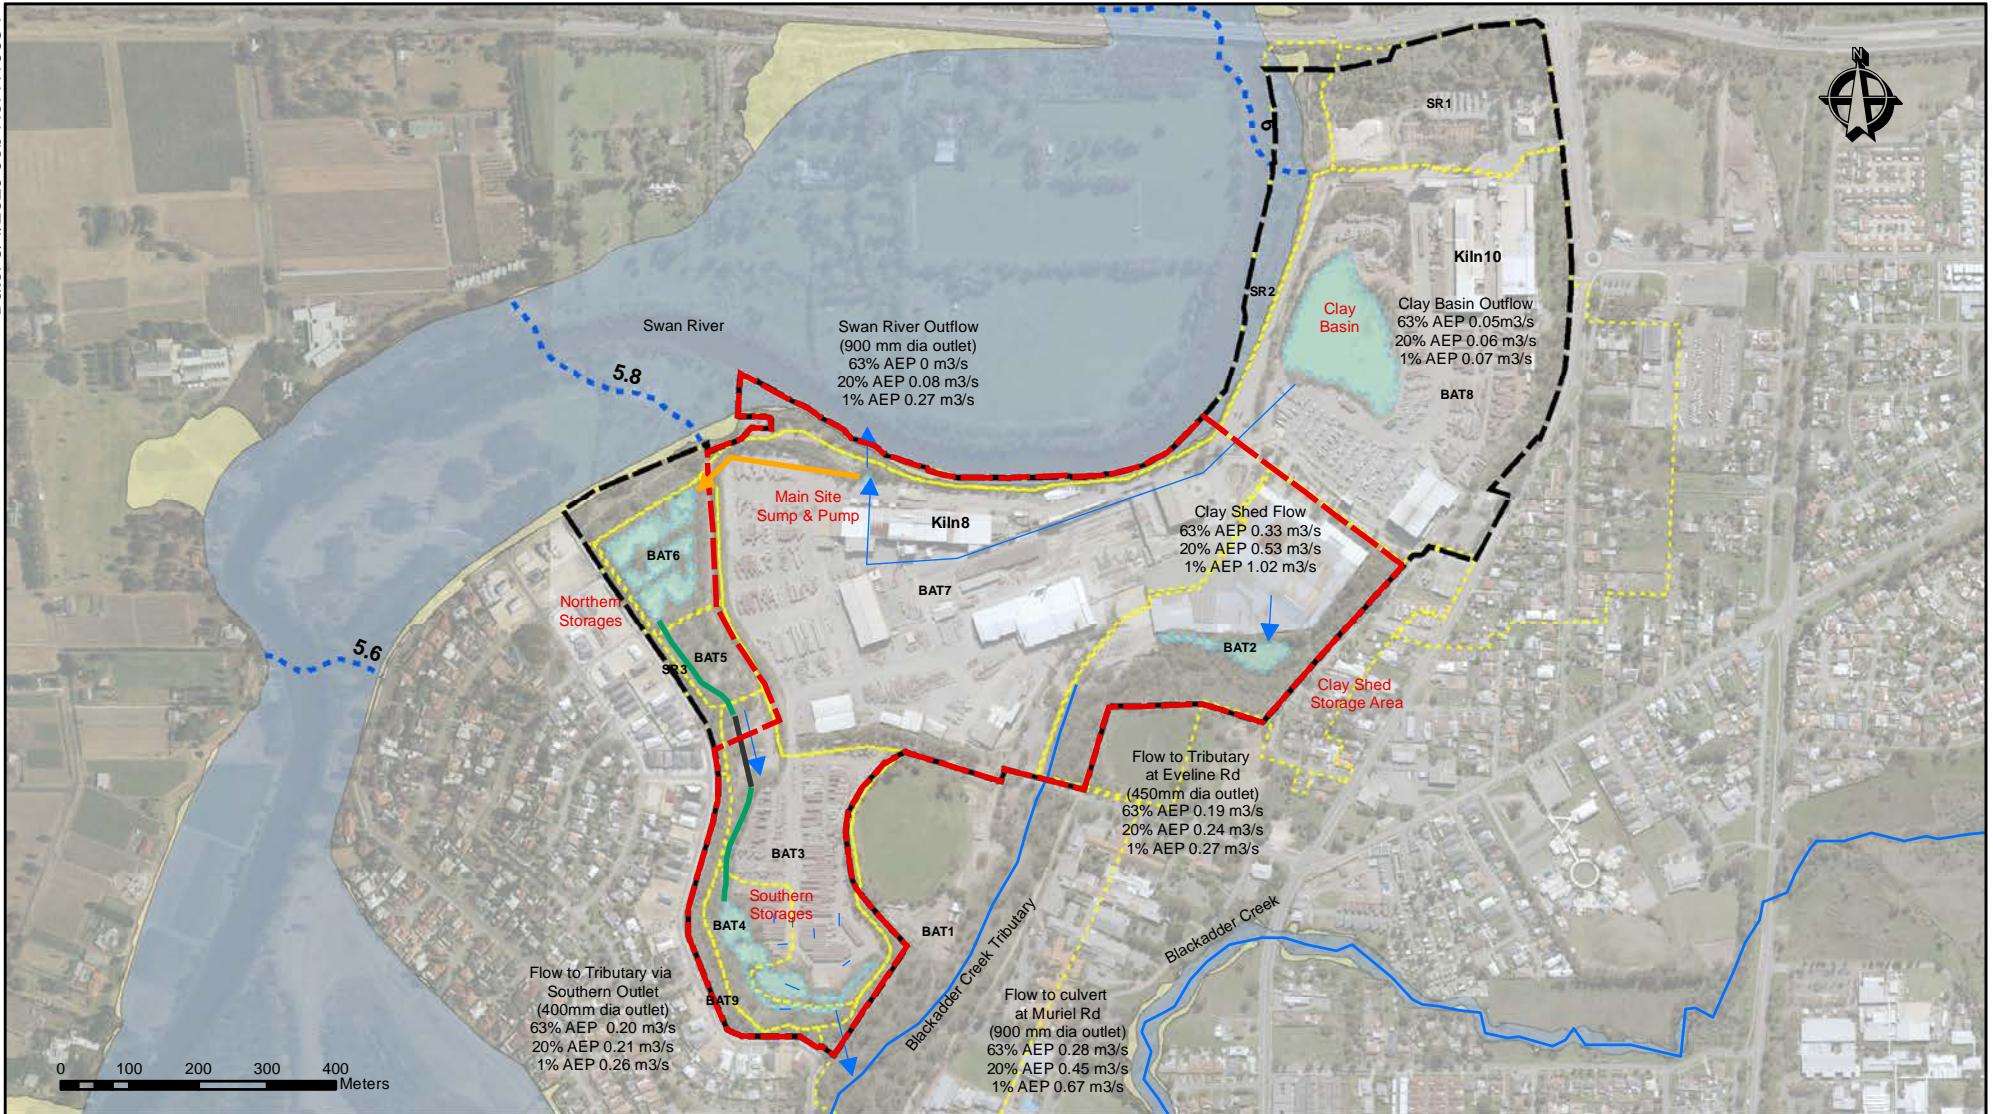 N
SR1
9
Kiln10
SR2
Clay
Basin
Clay Basin Outflow
63% AEP 0.05m3/s
20% AEP 0.06 m3/s
1% AEP 0.07 m3/s
BAT8
Swan River
Swan River Outflow
(900 mm dia outlet)
63% AEP 0 m3/s
20% AEP 0.08 m3/s
1% AEP 0.27 m3/s
5.8
Main Site
Sump & Pump
Kiln8
Clay Shed Flow
63% AEP 0.33 m3/s
20% AEP 0.53 m3/s
1% AEP 1.02 m3/s
BAT6
BAT7
Northern
Storages
5.6
SR3
BAT5
BAT2
Clay Shed
Storage Area
Flow to Tributary
at Eveline Rd
(450mm dia outlet)
63% AEP 0.19 m3/s
20% AEP 0.24 m3/s
1% AEP 0.27 m3/s
BAT3
Southern
Storages
BAT4
BAT1
Blackadder Creek Tributary
Blackadder Creek
Flow to Tributary via
Southern Outlet
(400mm dia outlet)
63% AEP 0.20 m3/s
20% AEP 0.21 m3/s
1% AEP 0.26 m3/s
BAT9
Flow to culvert
at Muriel Rd
(900 mm dia outlet)
63% AEP 0.28 m3/s
20% AEP 0.45 m3/s
1% AEP 0.67 m3/s
0 100 200 300 400
Meters